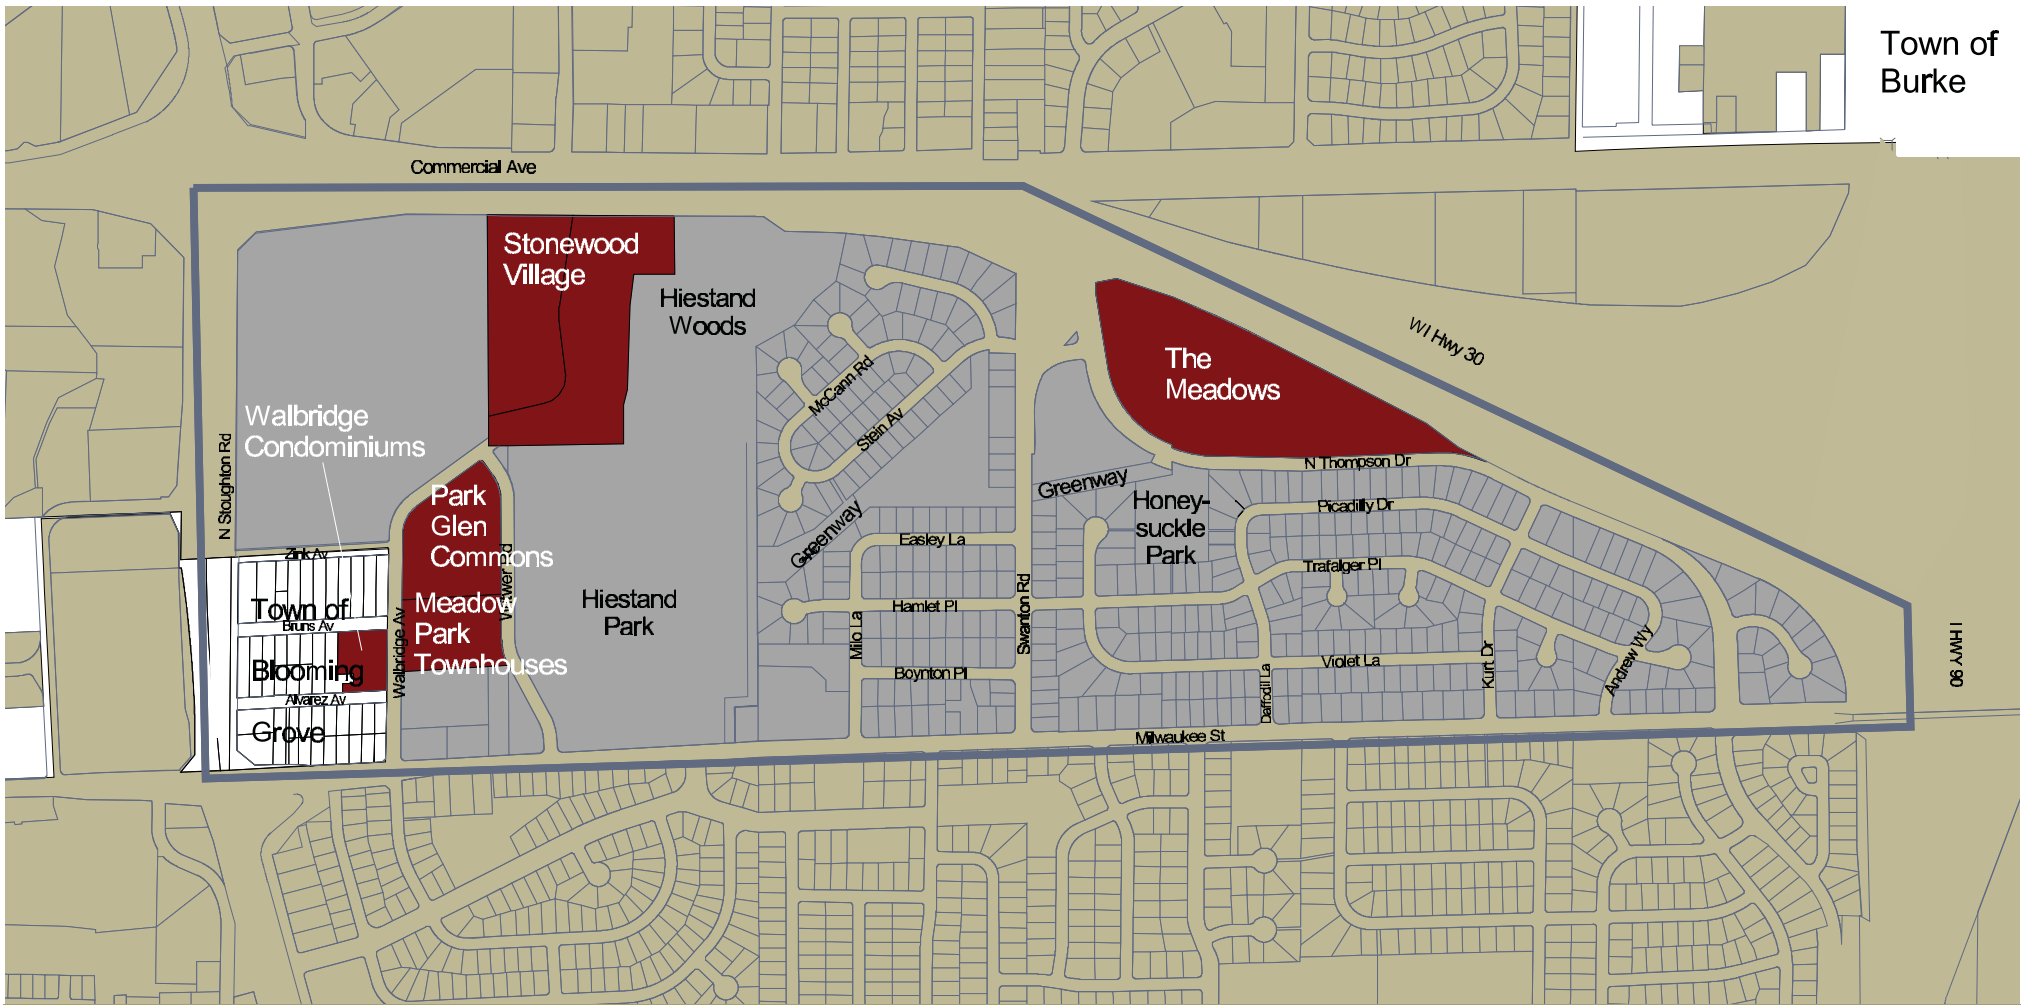 Town of
Burke
Commercial Ave
Stonewood
Village
Hiestand
Woods
WI Hwy 30
The
Meadows
McCann Rd
Stein Av
Walbridge
Condominiums
N Stoughton Rd
N Thompson Dr
Greenway
Park
Glen
Commons
Honey-
suckle
Park
Picadilly Dr
Greenway
Easley La
Zink Av
Trafalger Pl
Hiestand
Park
Meadow
Park
Townhouses
Town of
Blooming
Grove
Bruns Av
Hamlet Pl
Swanton Rd
Milo La
Walbridge Av
Boynton Pl
Violet La
Kurt Dr
Andrew Wy
Daffodil La
I HWY 90
Alvarez Av
Milwaukee St